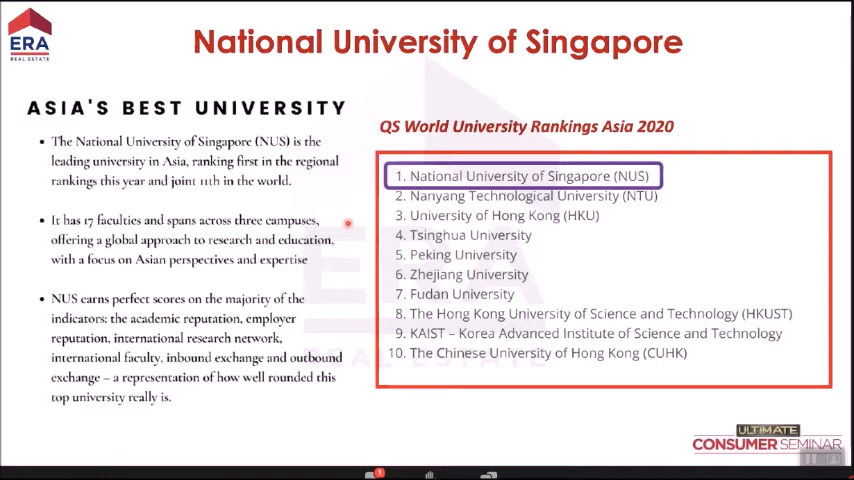 ERA
REAL ESTATE
National University of Singapore
ASIA'S BEST UNIVERSITY
• The National University of Singapore (NUS) is the
leading university in Asia, ranking first in the regional
rankings this year and joint 11th in the world.
• It has 17 faculties and spans across three campuses,
offering a global approach to research and education,
with a focus on Asian perspectives and expertise
• NUS earns perfect scores on the majority of the
indicators: the academic reputation, employer
reputation, international research network,
international faculty, inbound exchange and outbound
exchange – a representation of how well rounded this
top university really is.
QS World University Rankings Asia 2020
1. National University of Singapore (NUS)
2. Nanyang Technological University (NTU)
3. University of Hong Kong (HKU)
4. Tsinghua University
5. Peking University
6. Zhejiang University
7. Fudan University
8. The Hong Kong University of Science and Technology (HKUST)
9. KAIST – Korea Advanced Institute of Science and Technology
10. The Chinese University of Hong Kong (CUHK)
ERA
REAL ESTATE
ULTIMATE
CONSUMER SEMINAR
1